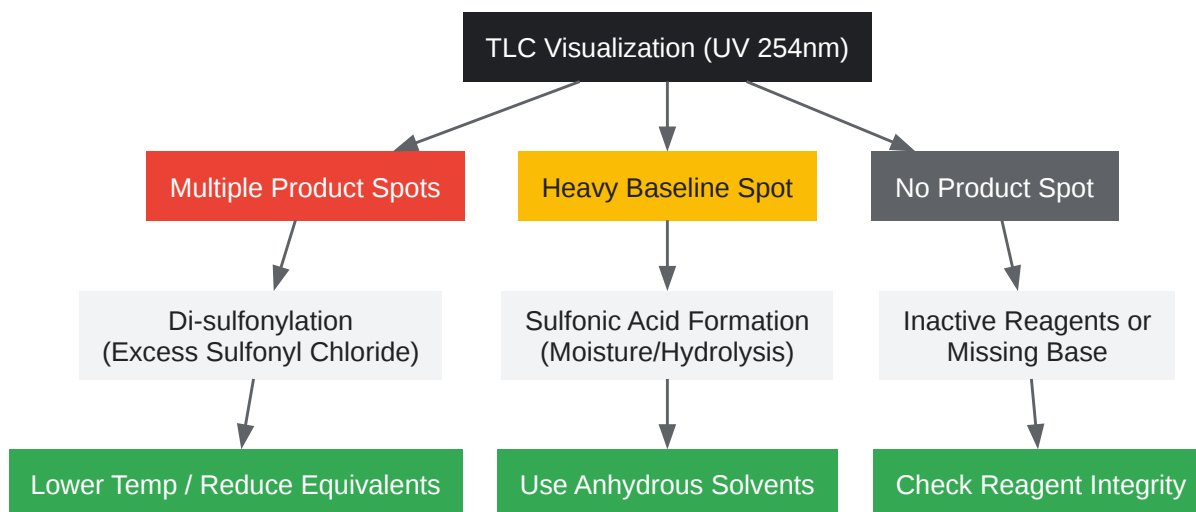 TLC Visualization (UV 254nm)
Multiple Product Spots
Heavy Baseline Spot
No Product Spot
Di-sulfonylation
(Excess Sulfonyl Chloride)
Sulfonic Acid Formation
(Moisture/Hydrolysis)
Inactive Reagents or
Missing Base
Lower Temp / Reduce Equivalents
Use Anhydrous Solvents
Check Reagent Integrity